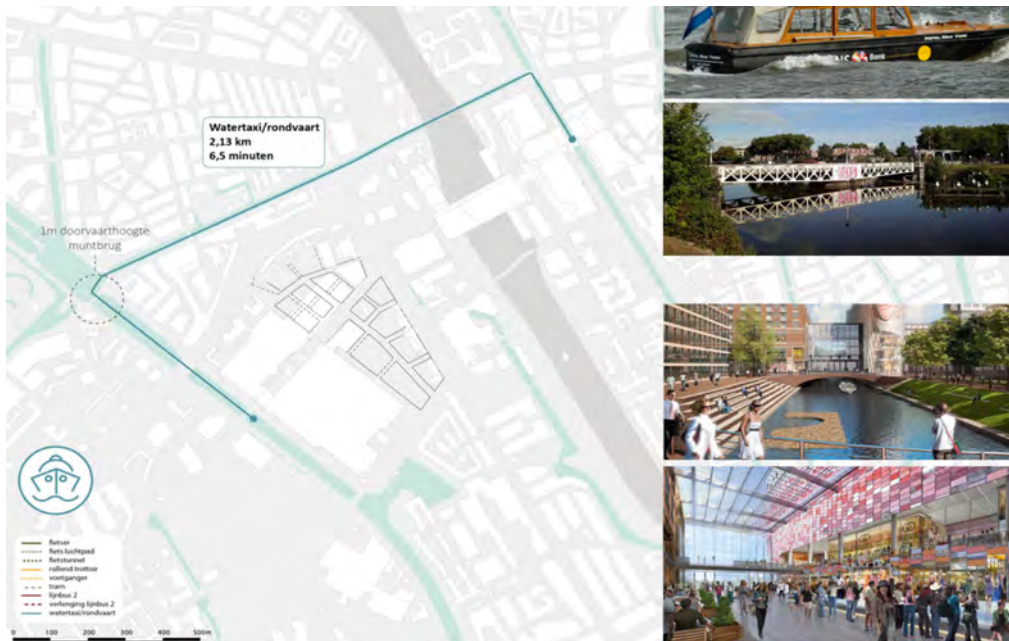 Watertaxi/rondvaart
2,13 km
6,5 minuten
1m doorvaarthoogte
muntbrug
Bank
fietser
fiets luchtpad
fietstunnel
rollend trottoir
voetganger
tram
lijnbus 2
verlenging lijnbus 2
watertaxi/rondvaart
0 100 200 300 400 500m